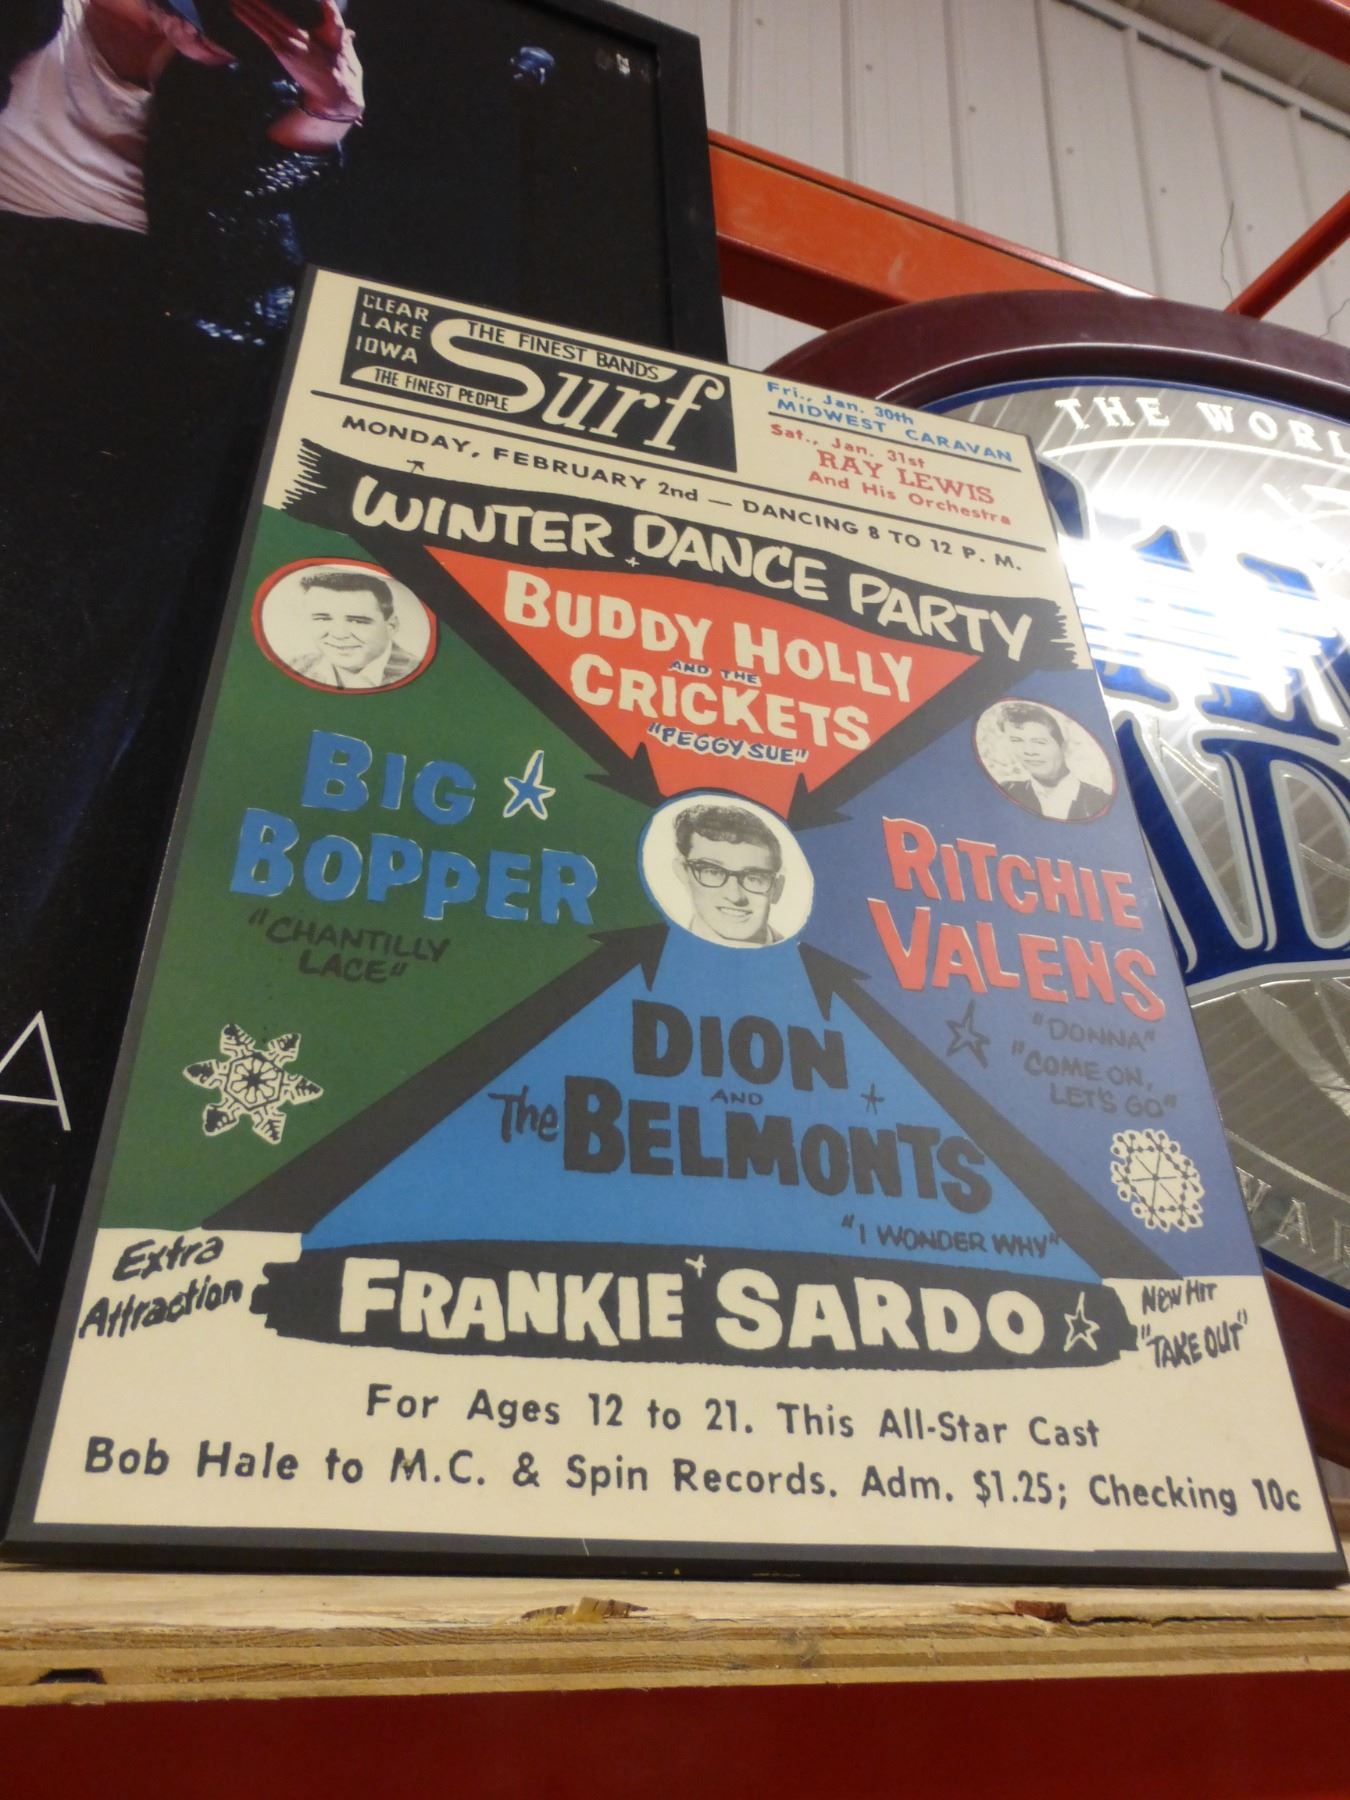 CLEAR
LAKE
IOWA
THE FINEST BANDS
Surf
THE FINEST PEOPLE
Fri., Jan. 30th
MIDWEST CARAVAN
Sat., Jan. 31st
RAY LEWIS
And His Orchestra
MONDAY, FEBRUARY 2nd — DANCING 8 TO 12 P. M.
WINTER DANCE PARTY
BUDDY HOLLY
AND THE
CRICKETS
"PEGGY SUE"
BIG
BOPPER
"CHANTILLY
LACE"
RITCHIE
VALENS
"DONNA"
"COME ON,
LET'S GO"
DION
AND
The BELMONTS
"I WONDER WHY"
Extra
Attraction
FRANKIE SARDO
NEW HIT
"TAKE OUT"
For Ages 12 to 21. This All-Star Cast
Bob Hale to M.C. & Spin Records. Adm. $1.25; Checking 10c
THE WORL
A